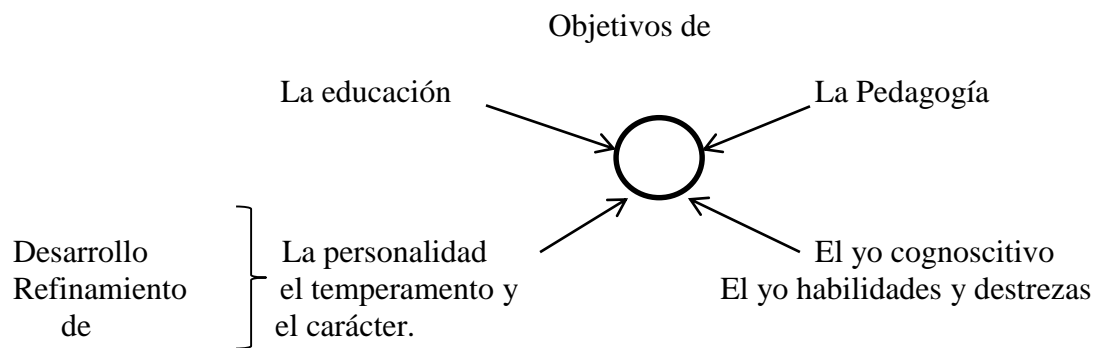 Objetivos de
La educación
La Pedagogía
Desarrollo
Refinamiento
de
La personalidad
el temperamento y
el carácter.
El yo cognoscitivo
El yo habilidades y destrezas